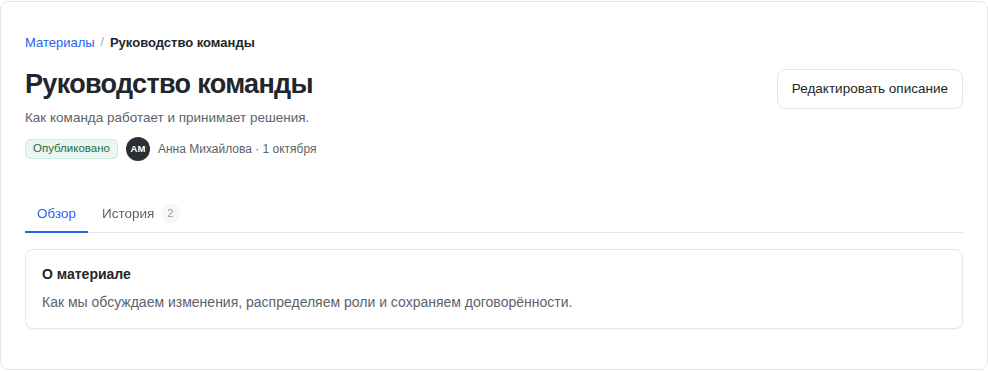 Материалы / Руководство команды
Руководство команды
Редактировать описание
Как команда работает и принимает решения.
Опубликовано АМ Анна Михайлова · 1 октября
Обзор История 2
О материале
Как мы обсуждаем изменения, распределяем роли и сохраняем договорённости.